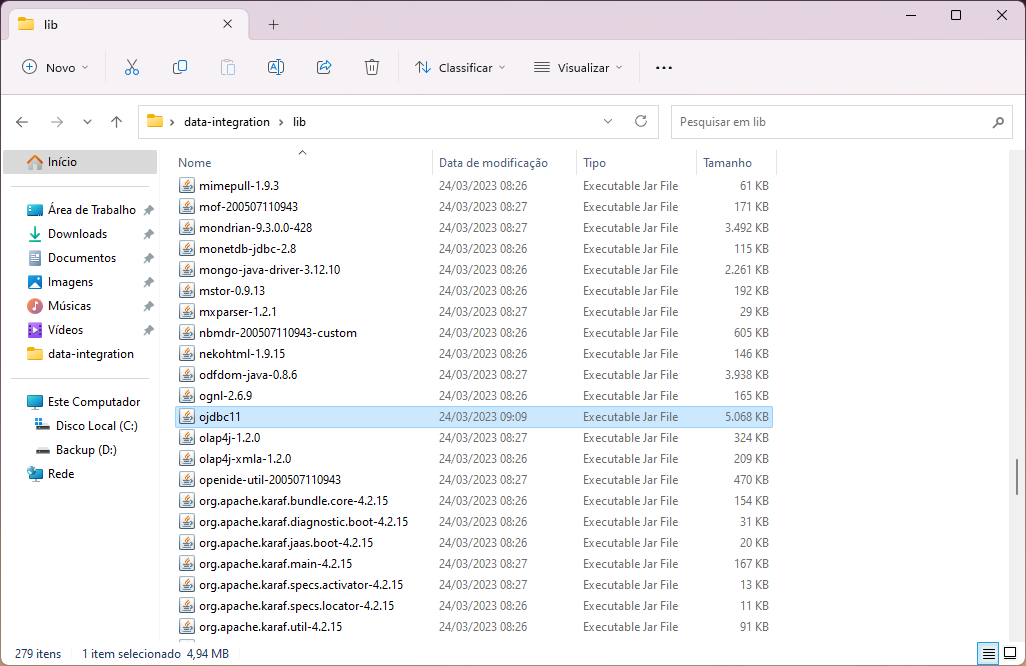 lib
Novo
Classificar
Visualizar
data-integration
lib
Pesquisar em lib
Início
Área de Trabalho
Downloads
Documentos
Imagens
Músicas
Vídeos
data-integration
Este Computador
Disco Local (C:)
Backup (D:)
Rede
Nome Data de modificação Tipo Tamanho
mimepull-1.9.3 24/03/2023 08:26 Executable Jar File 61 KB
mof-200507110943 24/03/2023 08:27 Executable Jar File 171 KB
mondrian-9.3.0.0-428 24/03/2023 08:27 Executable Jar File 3.492 KB
monetdb-jdbc-2.8 24/03/2023 08:26 Executable Jar File 115 KB
mongo-java-driver-3.12.10 24/03/2023 08:26 Executable Jar File 2.261 KB
mstor-0.9.13 24/03/2023 08:26 Executable Jar File 192 KB
mxparser-1.2.1 24/03/2023 08:27 Executable Jar File 29 KB
nbmdr-200507110943-custom 24/03/2023 08:26 Executable Jar File 605 KB
nekohtml-1.9.15 24/03/2023 08:26 Executable Jar File 146 KB
odfdom-java-0.8.6 24/03/2023 08:27 Executable Jar File 3.938 KB
ognl-2.6.9 24/03/2023 08:26 Executable Jar File 165 KB
ojdbc11 24/03/2023 09:09 Executable Jar File 5.068 KB
olap4j-1.2.0 24/03/2023 08:27 Executable Jar File 324 KB
olap4j-xmla-1.2.0 24/03/2023 08:26 Executable Jar File 209 KB
openide-util-200507110943 24/03/2023 08:27 Executable Jar File 470 KB
org.apache.karaf.bundle.core-4.2.15 24/03/2023 08:26 Executable Jar File 154 KB
org.apache.karaf.diagnostic.boot-4.2.15 24/03/2023 08:26 Executable Jar File 31 KB
org.apache.karaf.jaas.boot-4.2.15 24/03/2023 08:26 Executable Jar File 20 KB
org.apache.karaf.main-4.2.15 24/03/2023 08:27 Executable Jar File 167 KB
org.apache.karaf.specs.activator-4.2.15 24/03/2023 08:27 Executable Jar File 13 KB
org.apache.karaf.specs.locator-4.2.15 24/03/2023 08:26 Executable Jar File 11 KB
org.apache.karaf.util-4.2.15 24/03/2023 08:26 Executable Jar File 91 KB
279 itens 1 item selecionado 4,94 MB